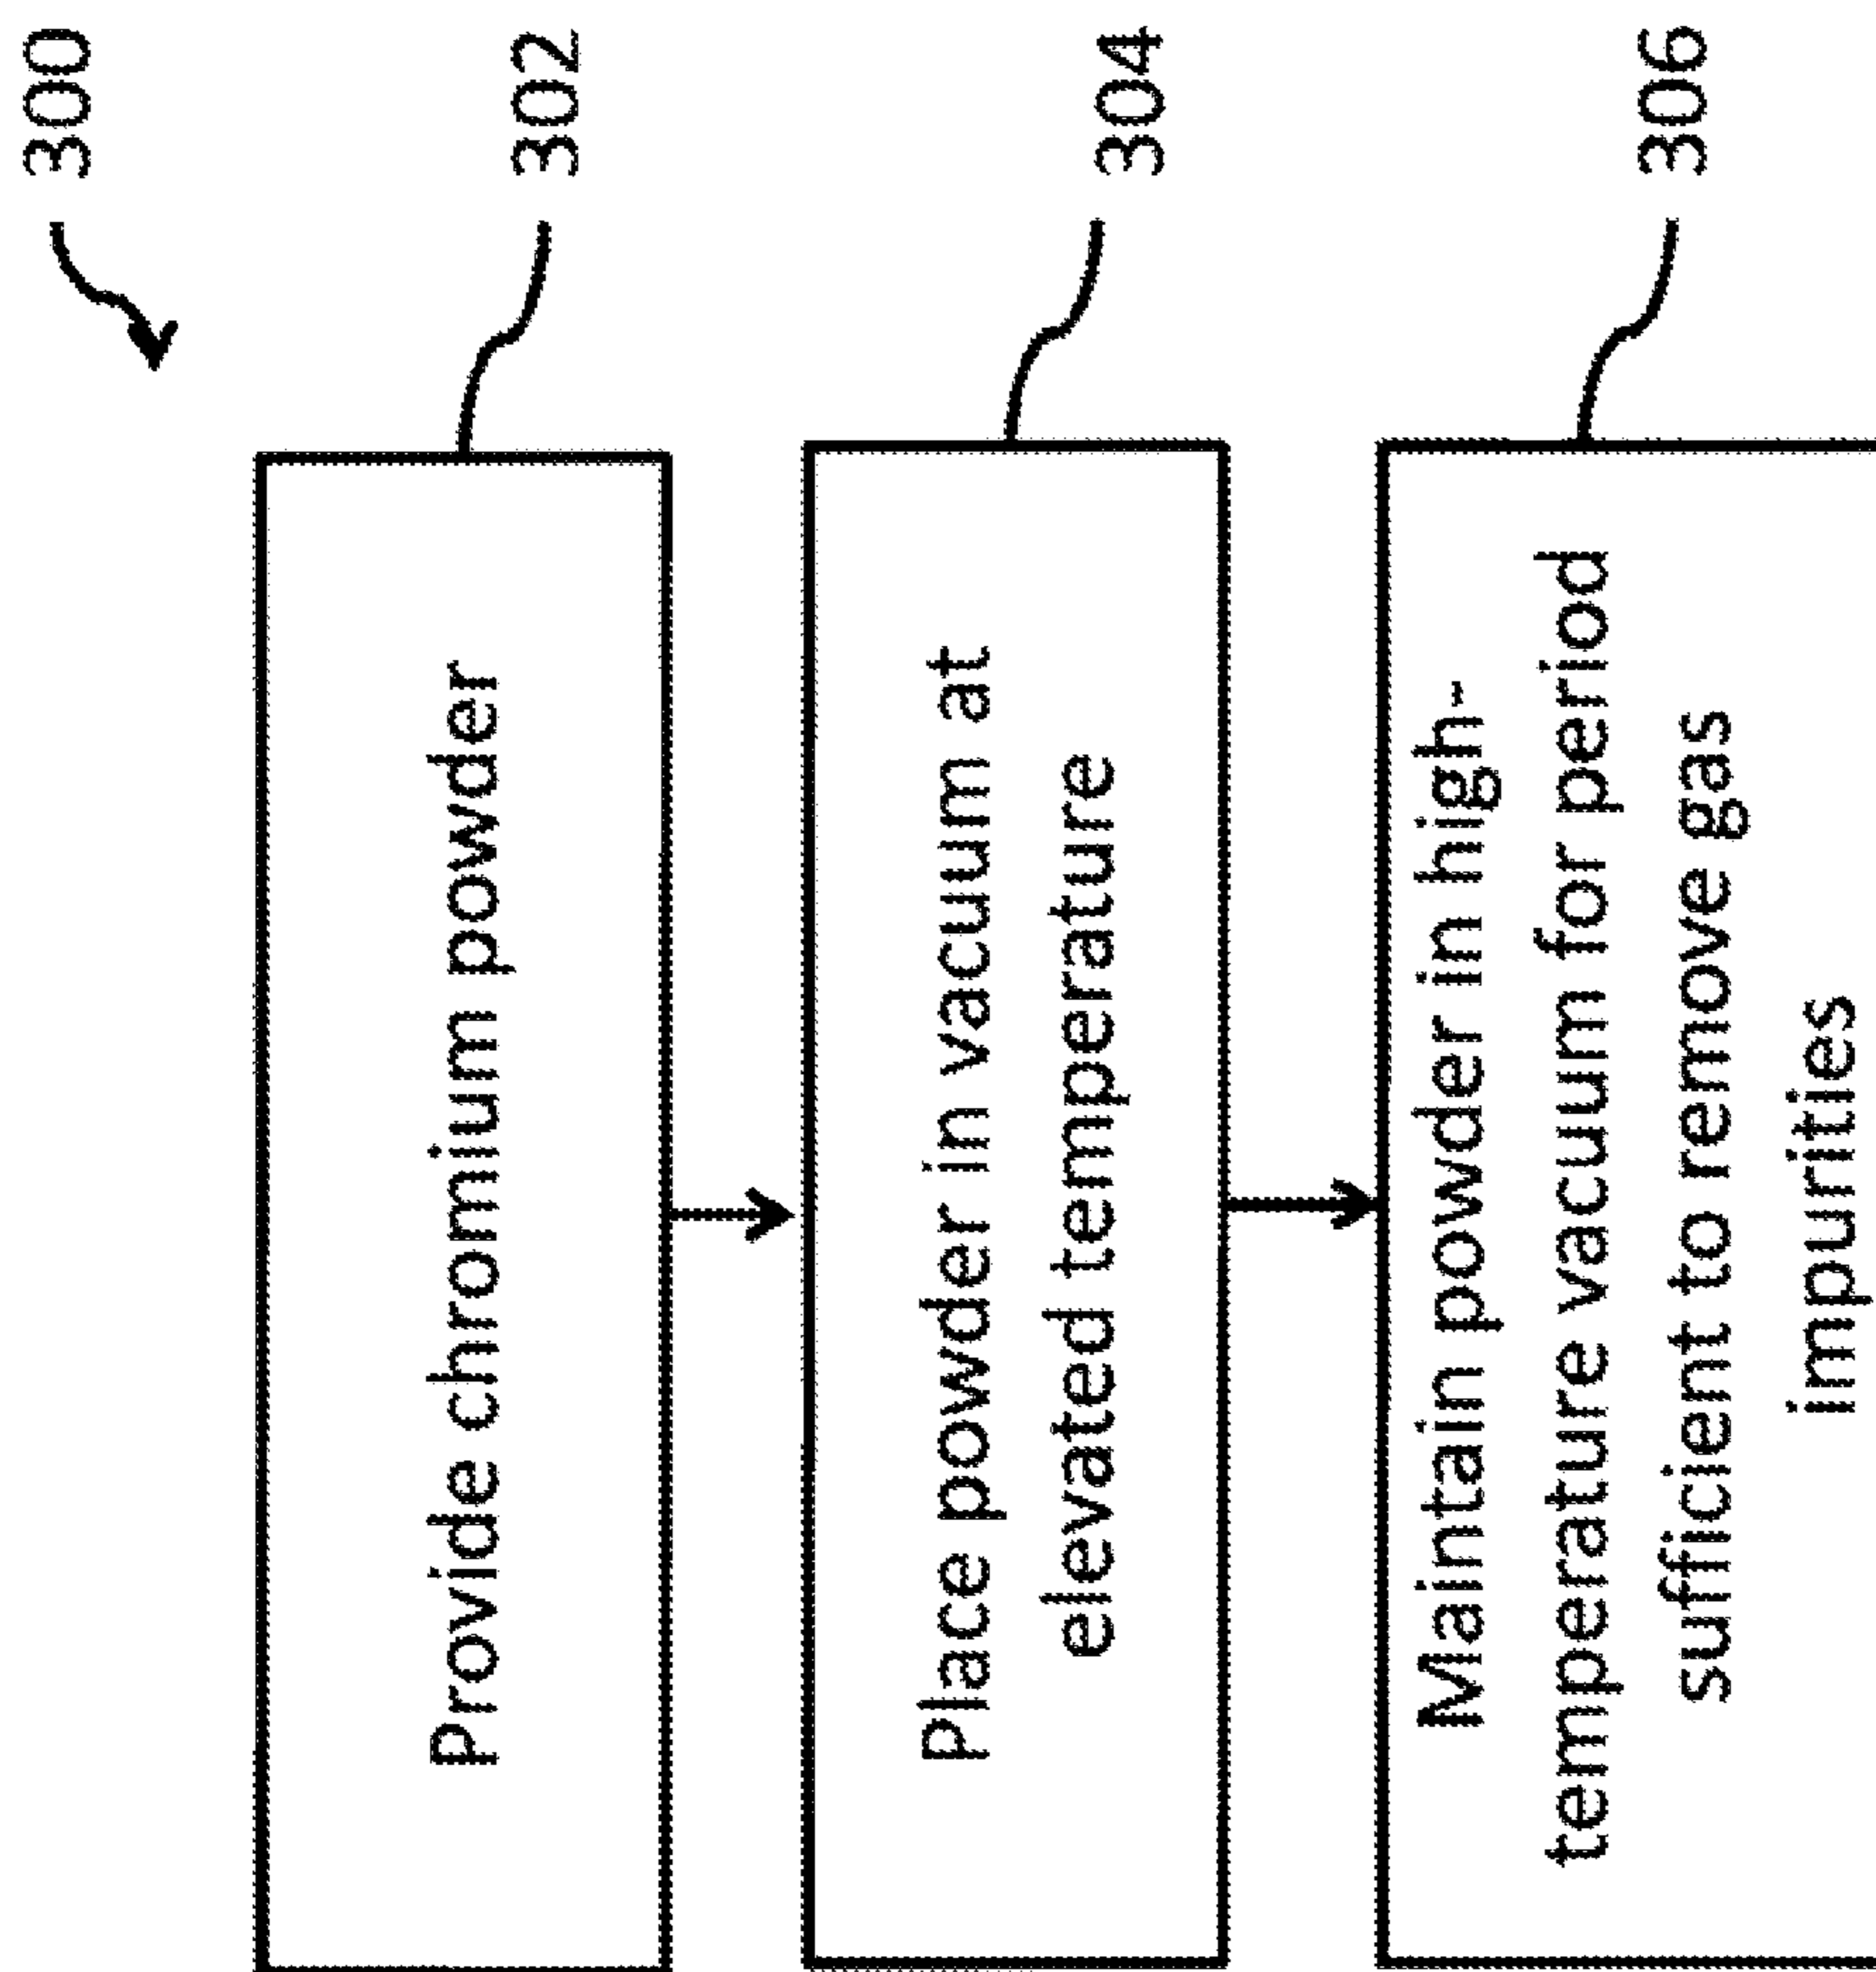 300
Provide chromium powder
302
Place powder in vacuum at
elevated temperature
304
Maintain powder in high-
temperature vacuum for period
sufficient to remove gas
impurities
306